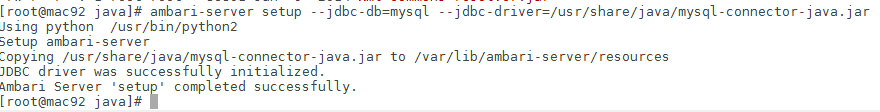 [root@mac92 java]# ambari-server setup --jdbc-db=mysql --jdbc-driver=/usr/share/java/mysql-connector-java.jar
Using python  /usr/bin/python2
Setup ambari-server
Copying /usr/share/java/mysql-connector-java.jar to /var/lib/ambari-server/resources
JDBC driver was successfully initialized.
Ambari Server 'setup' completed successfully.
[root@mac92 java]#